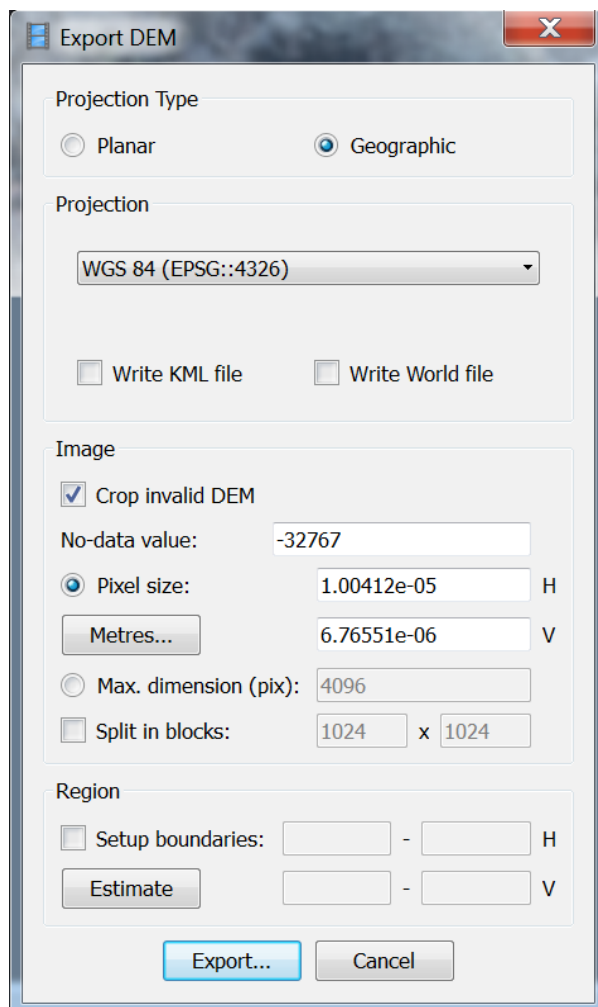 Export DEM
Projection Type
Planar Geographic
Projection
WGS 84 (EPSG::4326)
Write KML file Write World file
Image
Crop invalid DEM
No-data value: -32767
Pixel size: 1.00412e-05 H
Metres... 6.76551e-06 V
Max. dimension (pix): 4096
Split in blocks: 1024 x 1024
Region
Setup boundaries: - H
Estimate - V
Export... Cancel